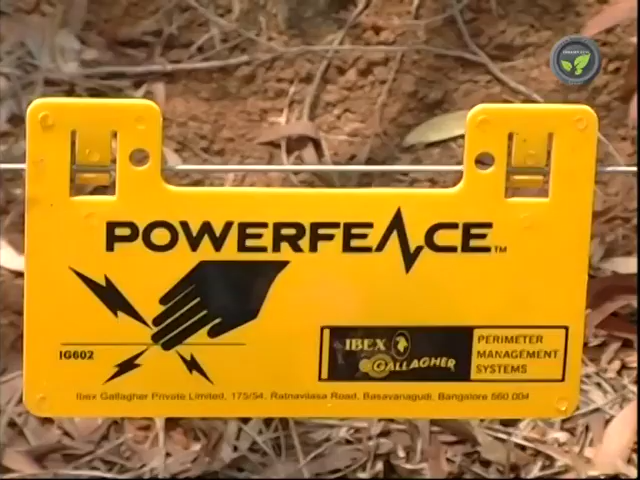 POWERFENCE™
IG602
IBEX
GALLAGHER
PERIMETER
MANAGEMENT
SYSTEMS
Ibex Gallagher Private Limited, 175/54, Ratnavilasa Road, Basavanagudi, Bangalore 560 004